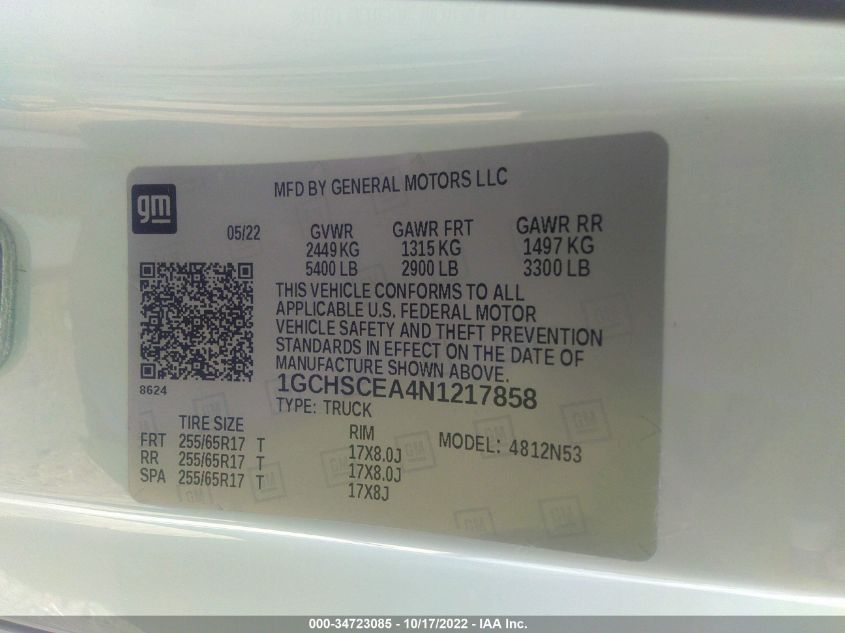 gm
MFD BY GENERAL MOTORS LLC
05/22 GVWR GAWR FRT GAWR RR
2449 KG 1315 KG 1497 KG
5400 LB 2900 LB 3300 LB
THIS VEHICLE CONFORMS TO ALL
APPLICABLE U.S. FEDERAL MOTOR
VEHICLE SAFETY AND THEFT PREVENTION
STANDARDS IN EFFECT ON THE DATE OF
MANUFACTURE SHOWN ABOVE.
8624
1GCHSCEA4N1217858
TYPE: TRUCK
TIRE SIZE RIM MODEL: 4812N53
FRT 255/65R17 T 17X8.0J
RR 255/65R17 T 17X8.0J
SPA 255/65R17 T 17X8J
000-34723085 - 10/17/2022 - IAA Inc.